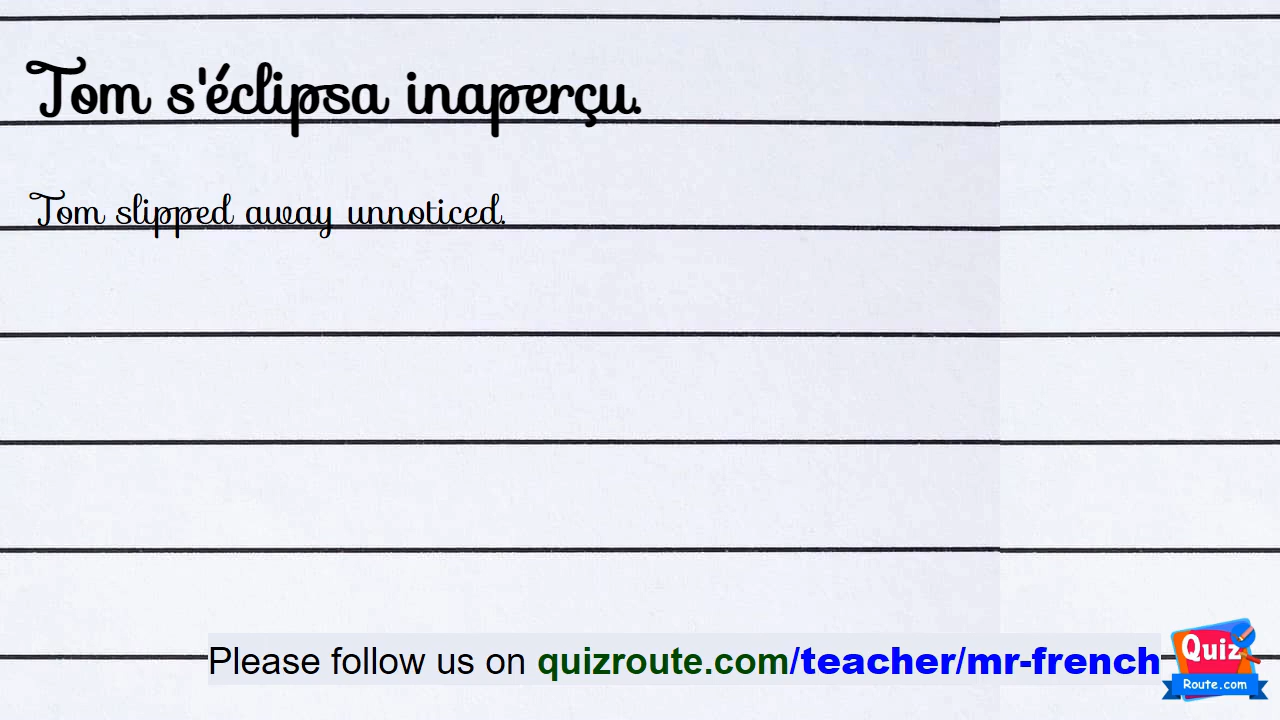 Tom s'éclipsa inaperçu.
Tom slipped away unnoticed.
Please follow us on quizroute.com/teacher/mr-french
Quiz
Route.com